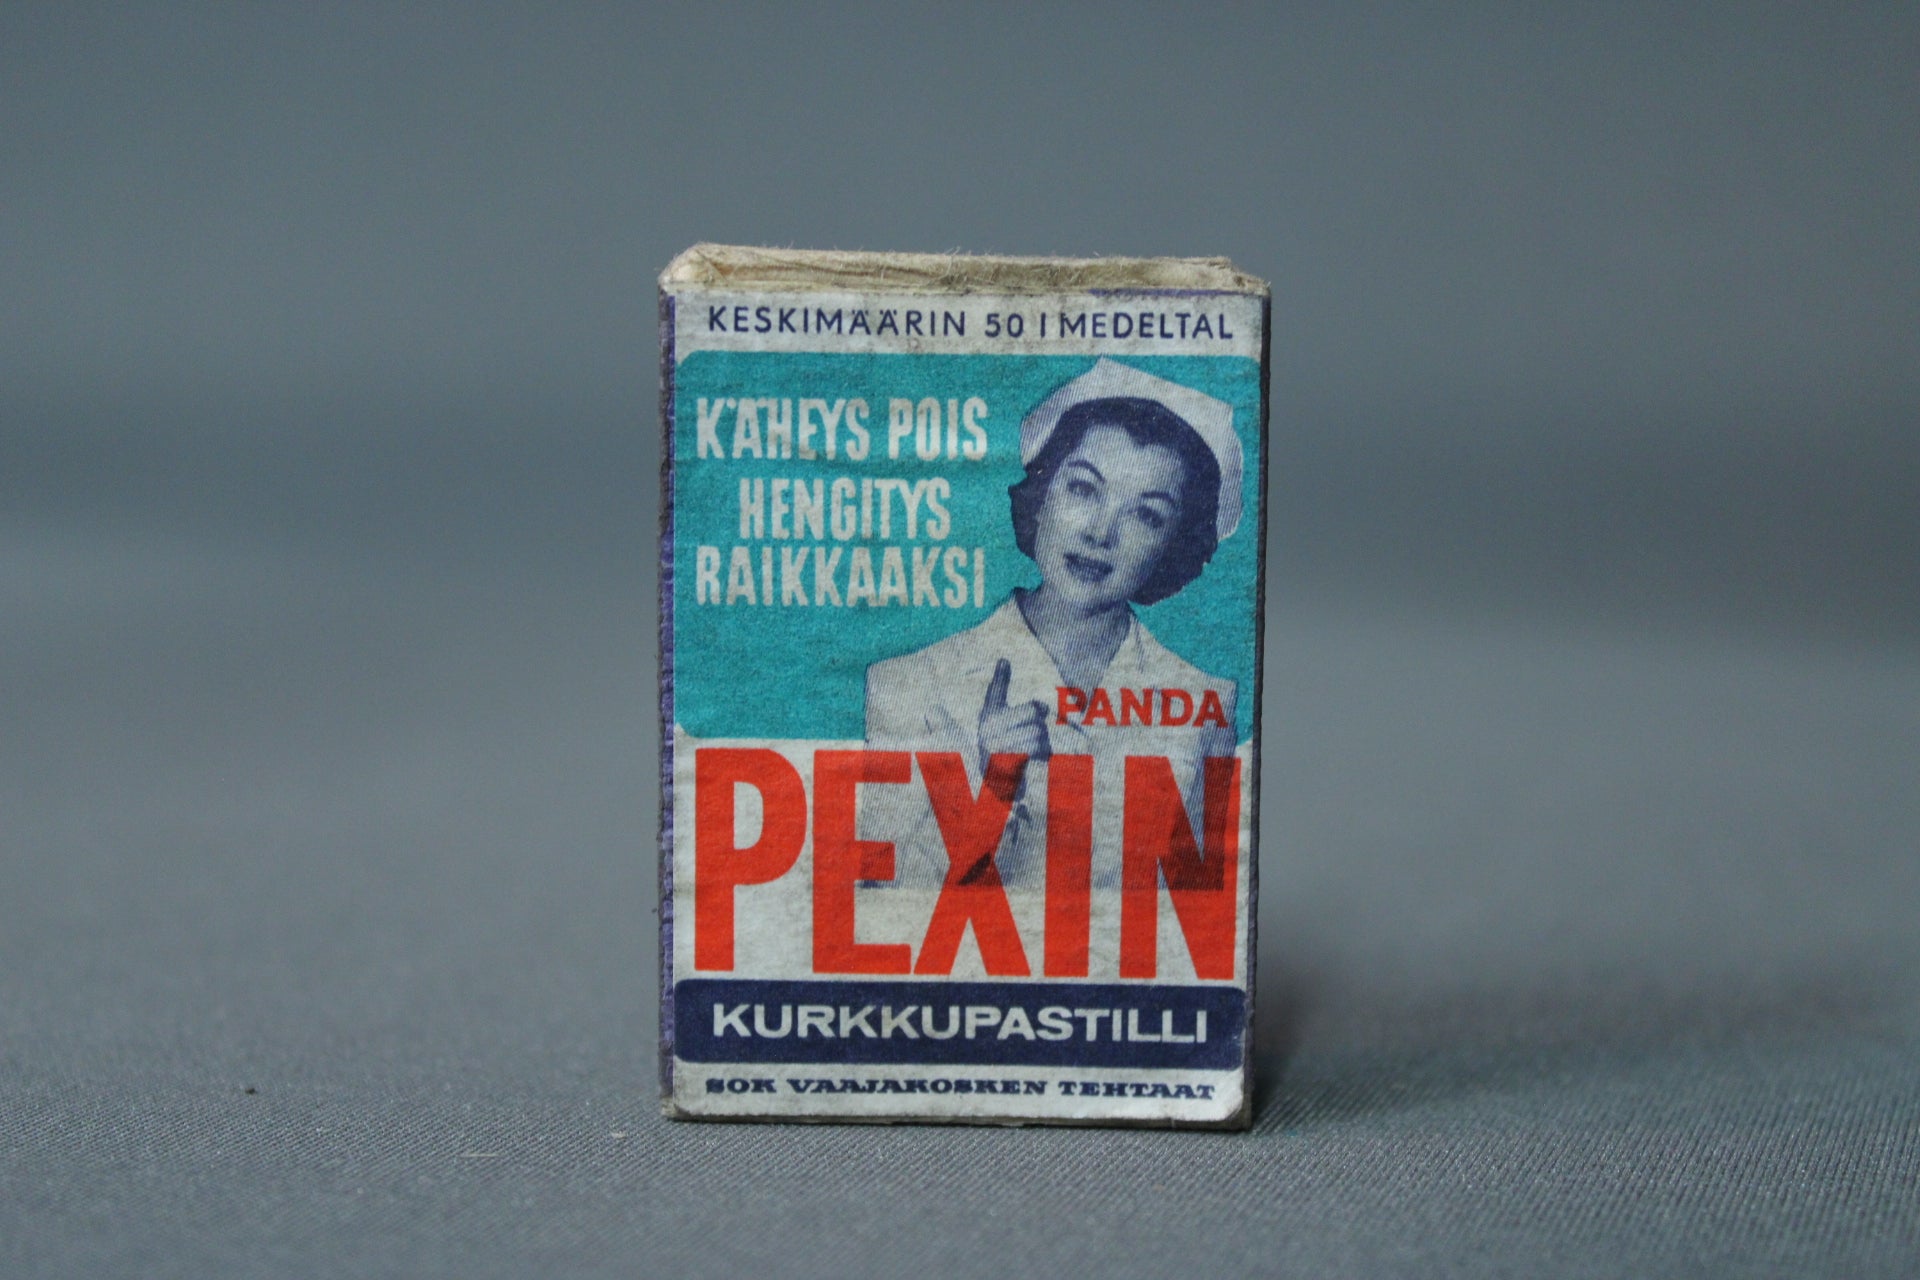 KESKIMÄÄRIN 50 I MEDELTAL
KÄHEYS POIS
HENGITYS
RAIKKAAKSI
PANDA
PEXIN
KURKKUPASTILLI
SOK VAAJAKOSKEN TEHTAAT